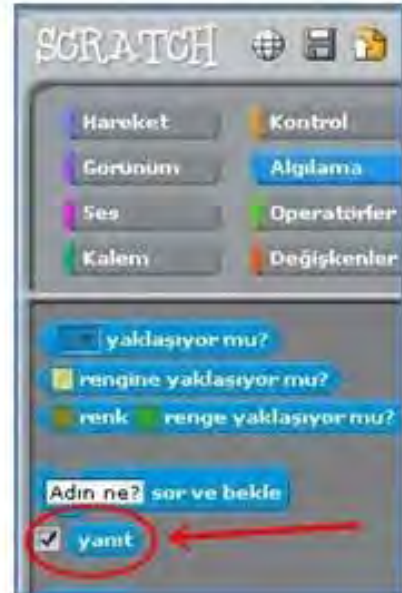 SCRATCH
Hareket Kontrol
Görünüm Algılama
Ses Operatörler
Kalem Değişkenler
yaklaşıyor mu?
rengine yaklaşıyor mu?
renk renge yaklaşıyor mu?
Adın ne? sor ve bekle
yanıt